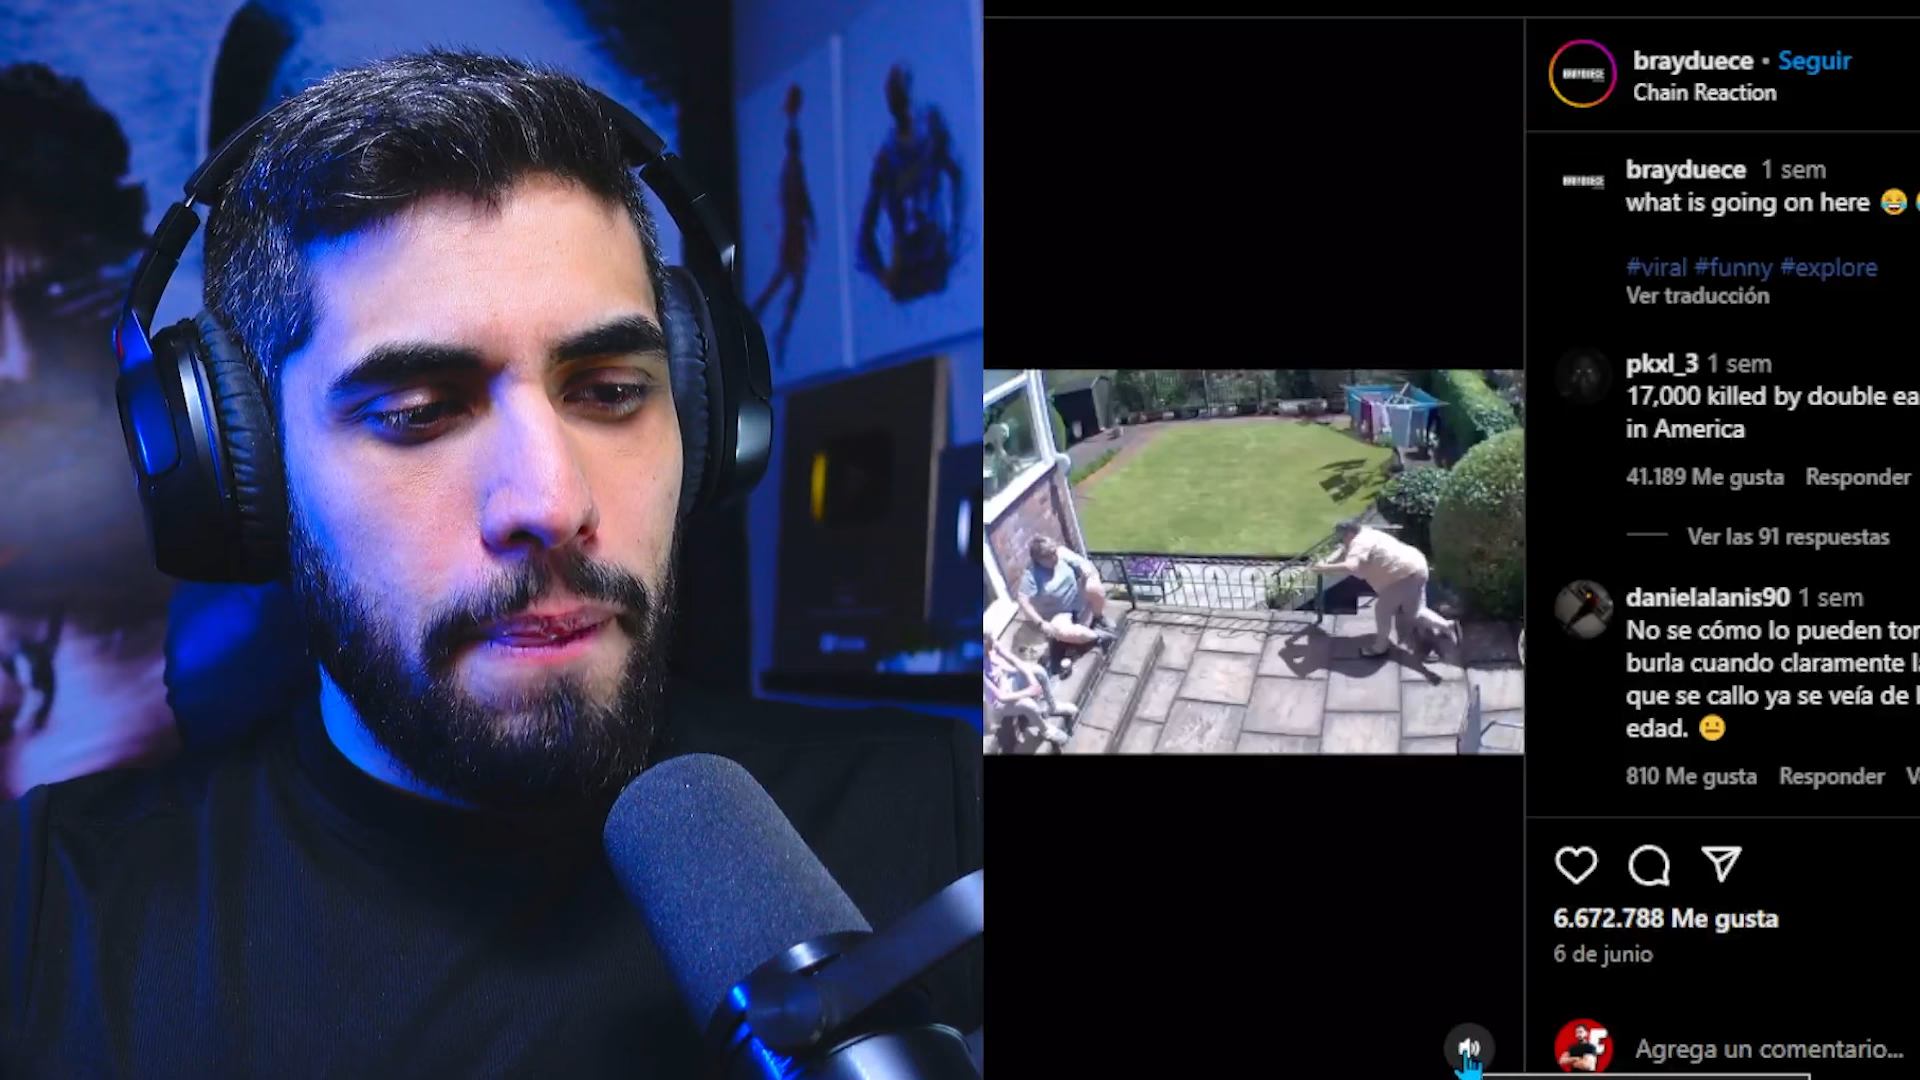 brayduece • Seguir
Chain Reaction
brayduece 1 sem
what is going on here 😂
#viral #funny #explore
Ver traducción
pkxl_3 1 sem
17,000 killed by double ea
in America
41.189 Me gusta Responder
Ver las 91 respuestas
danielalanis90 1 sem
No se cómo lo pueden tor
burla cuando claramente la
que se callo ya se veía de l
edad. 😐
810 Me gusta Responder V
6.672.788 Me gusta
6 de junio
Agrega un comentario...